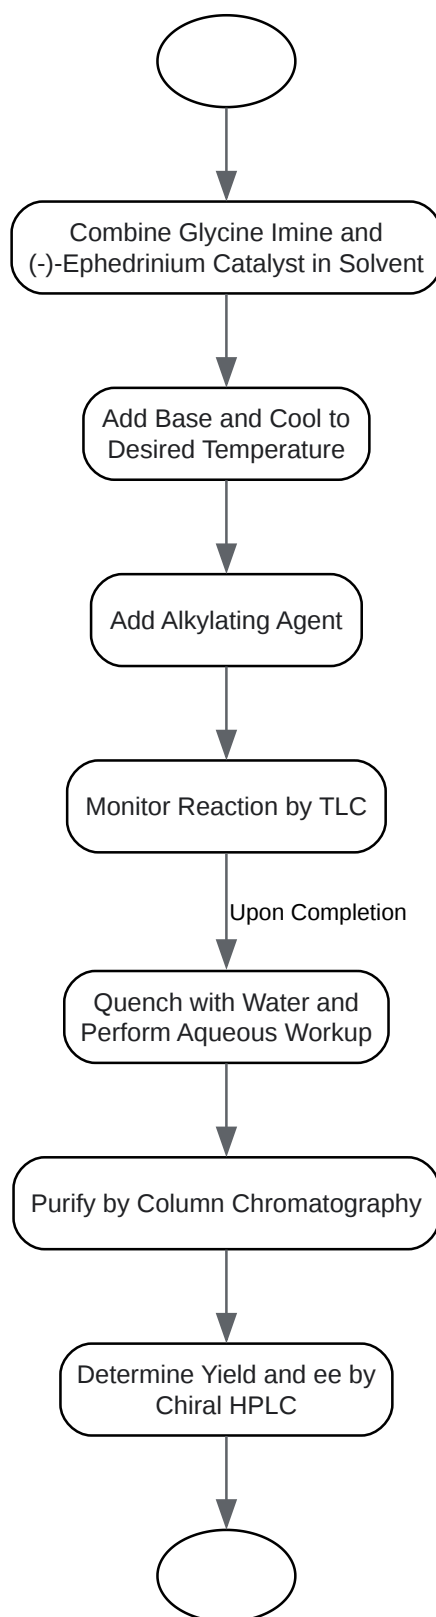 Combine Glycine Imine and
(-)-Ephedrinium Catalyst in Solvent
Add Base and Cool to
Desired Temperature
Add Alkylating Agent
Monitor Reaction by TLC
Upon Completion
Quench with Water and
Perform Aqueous Workup
Purify by Column Chromatography
Determine Yield and ee by
Chiral HPLC